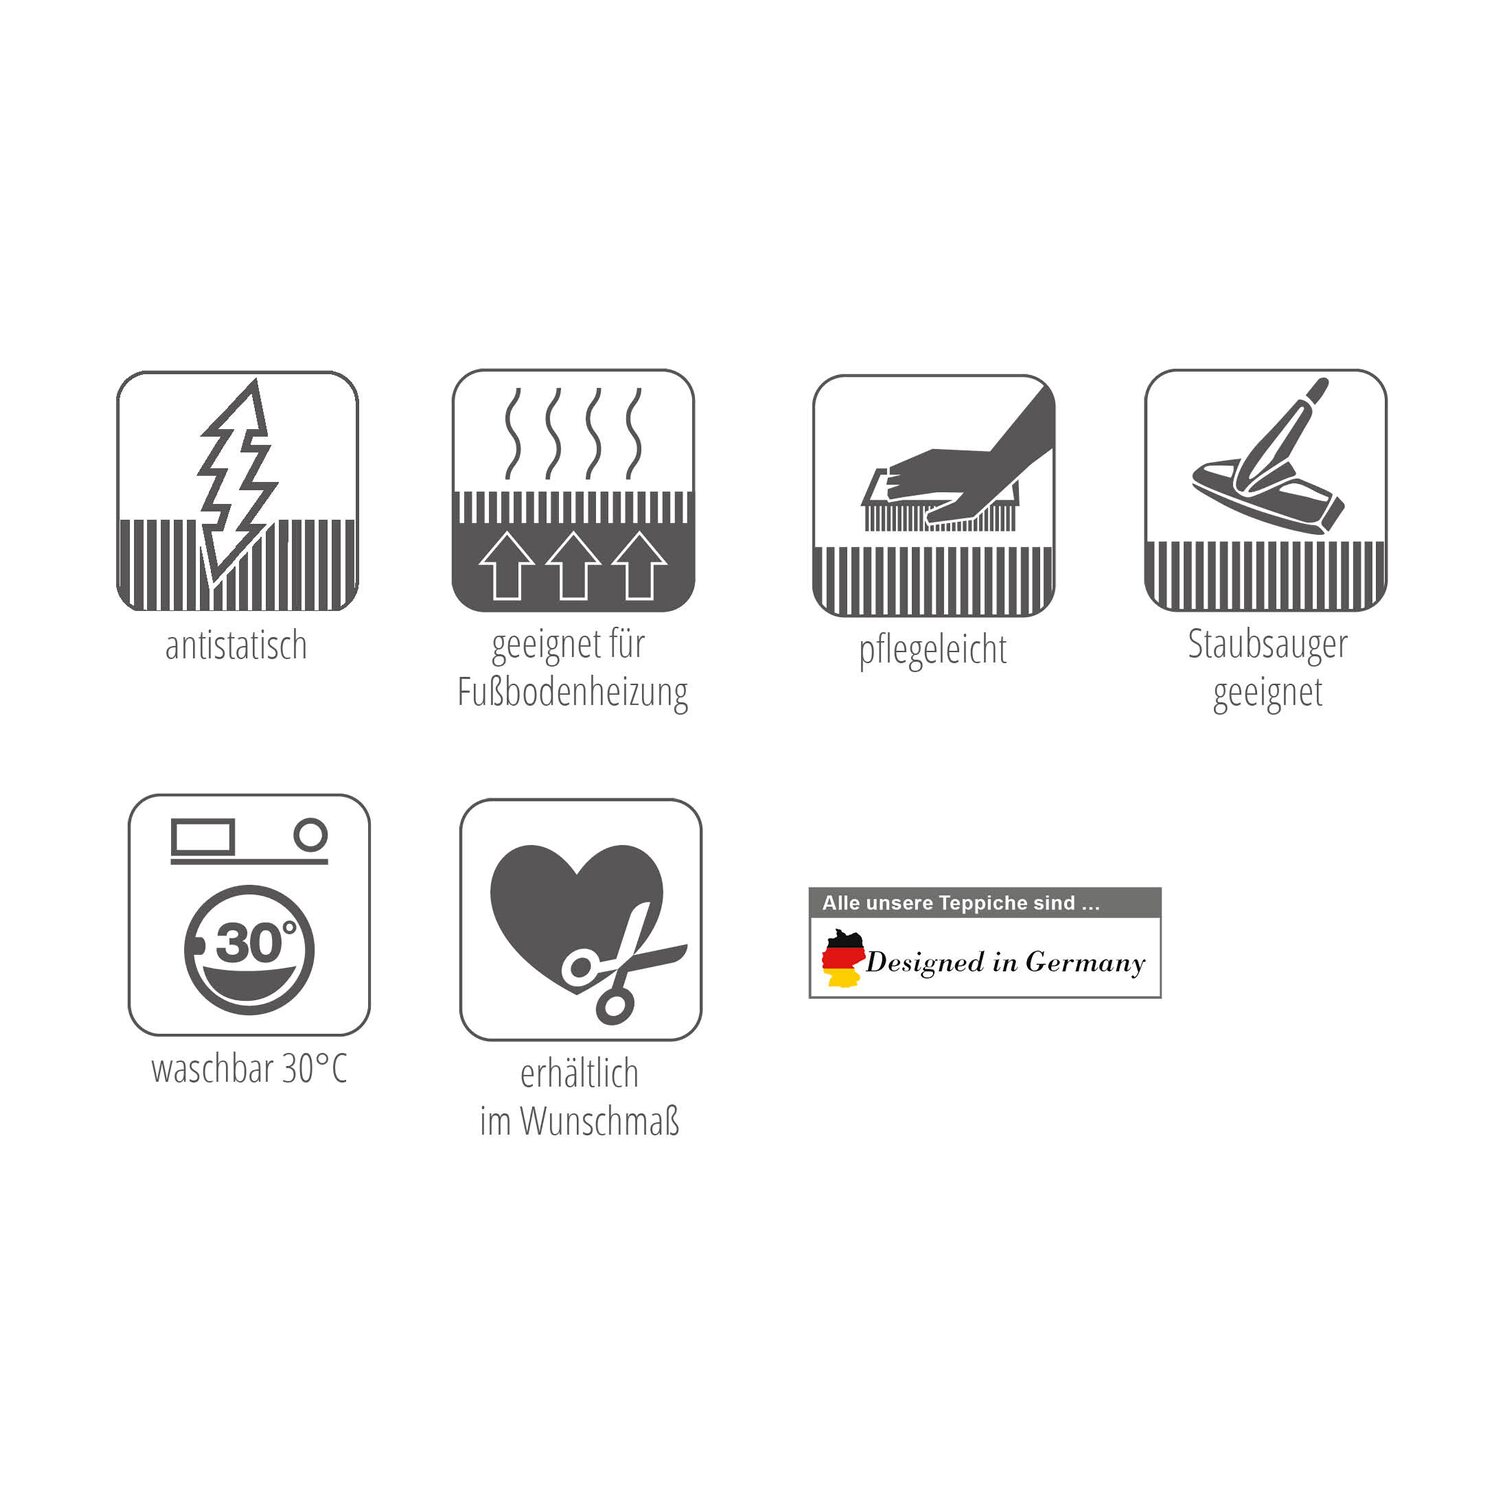 antistatisch
geeignet für
Fußbodenheizung
pflegeleicht
Staubsauger
geeignet
30°
waschbar 30°C
erhältlich
im Wunschmaß
Alle unsere Teppiche sind ...
Designed in Germany